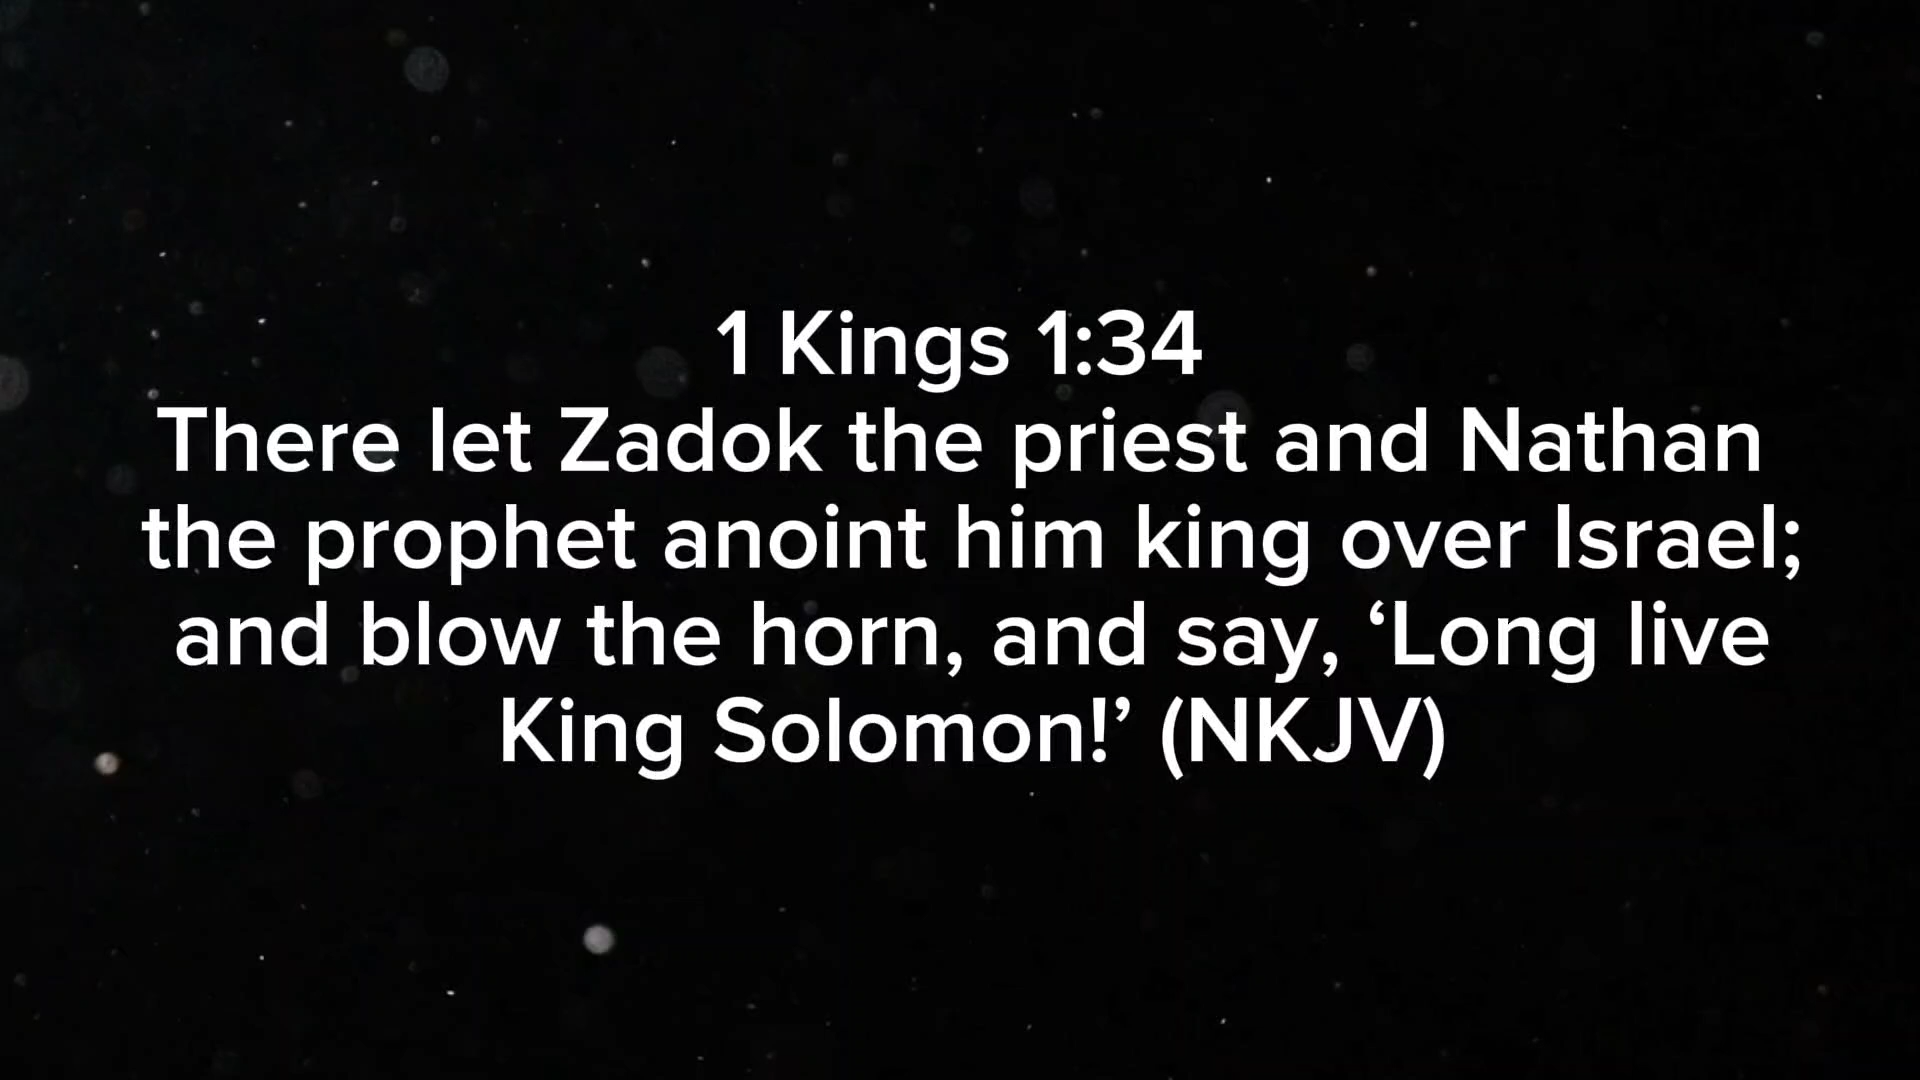 1 Kings 1:34
There let Zadok the priest and Nathan
the prophet anoint him king over Israel;
and blow the horn, and say, ‘Long live
King Solomon!’ (NKJV)